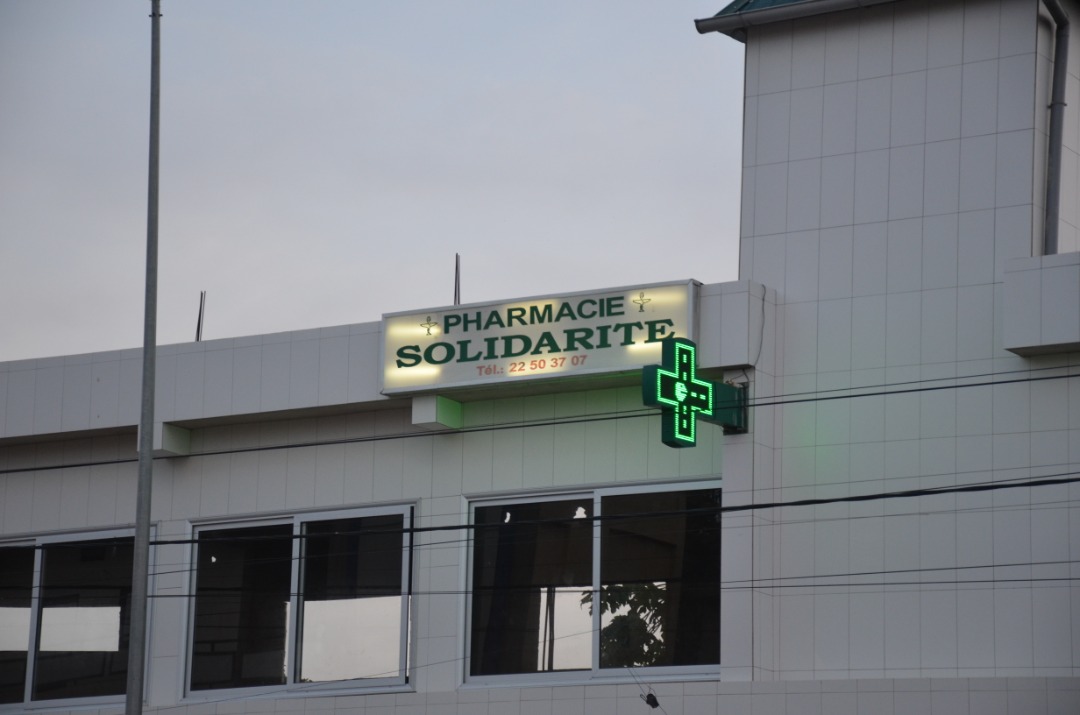 PHARMACIE
SOLIDARITE
Tél.: 22 50 37 07